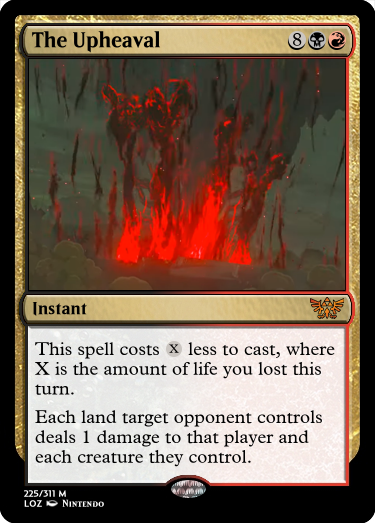 The Upheaval 8
Instant
This spell costs X less to cast, where
X is the amount of life you lost this
turn.
Each land target opponent controls
deals 1 damage to that player and
each creature they control.
225/311 M
LOZ Nintendo